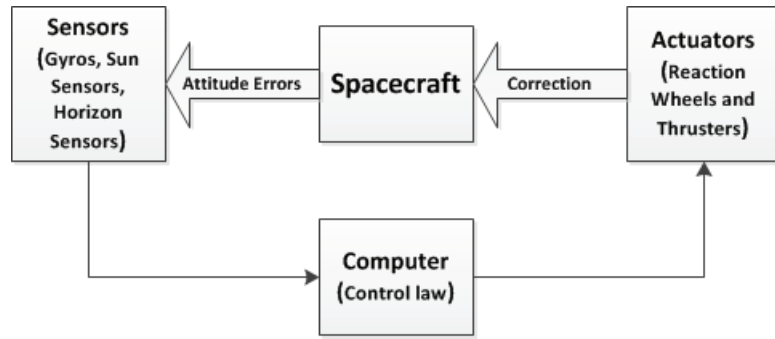 Sensors
(Gyros, Sun
Sensors,
Horizon
Sensors)
Attitude Errors
Spacecraft
Correction
Actuators
(Reaction
Wheels and
Thrusters)
Computer
(Control law)